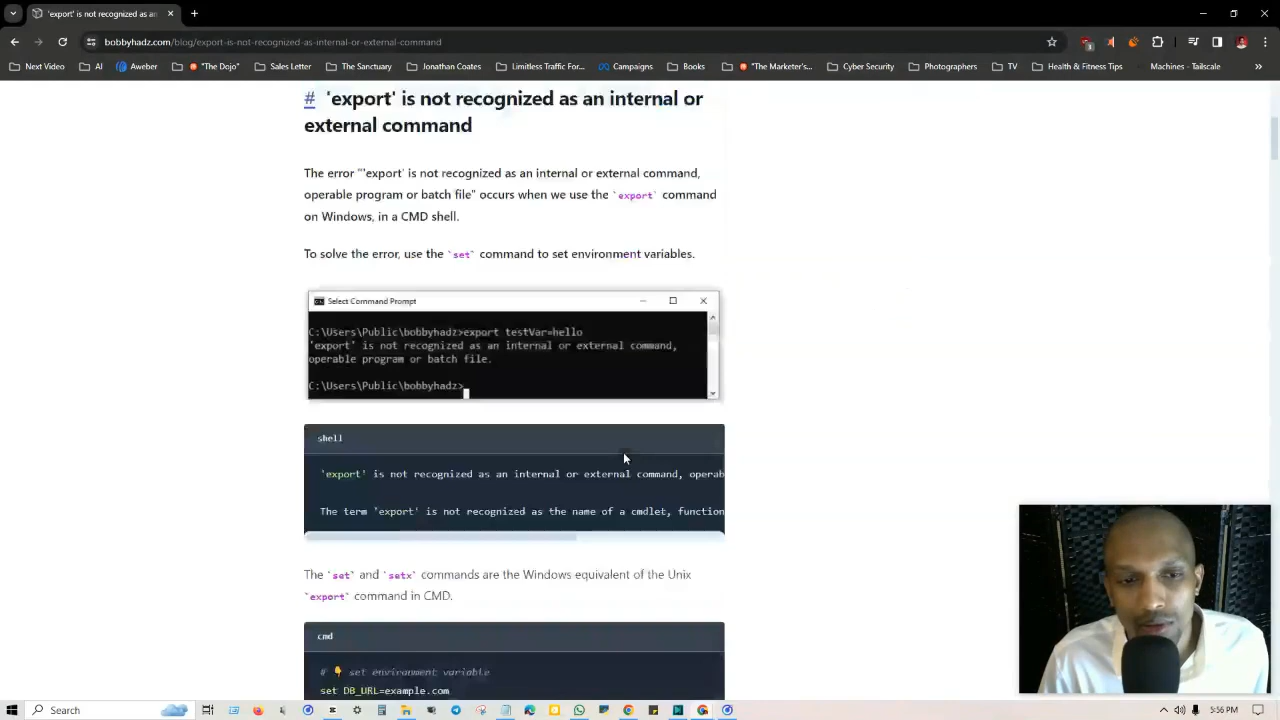 'export' is not recognized as an
bobbyhadz.com/blog/export-is-not-recognized-as-internal-or-external-command
Next Video AI Aweber "The Dojo" Sales Letter The Sanctuary Jonathan Coates Limitless Traffic For... Campaigns Books "The Marketer's... Cyber Security Photographers Health & Fitness Tips Machines - Tailscale
# 'export' is not recognized as an internal or
external command
The error "'export' is not recognized as an internal or external command,
operable program or batch file" occurs when we use the `export` command
on Windows, in a CMD shell.
To solve the error, use the `set` command to set environment variables.
Select Command Prompt
C:\Users\Public\bobbyhadz>export testVar=hello
'export' is not recognized as an internal or external command,
operable program or batch file.
C:\Users\Public\bobbyhadz>
shell
'export' is not recognized as an internal or external command, operab
The term 'export' is not recognized as the name of a cmdlet, function
The `set` and `setx` commands are the Windows equivalent of the Unix
`export` command in CMD.
cmd
# 👇 set environment variable
set DB_URL=example.com
Search
5:56 PM